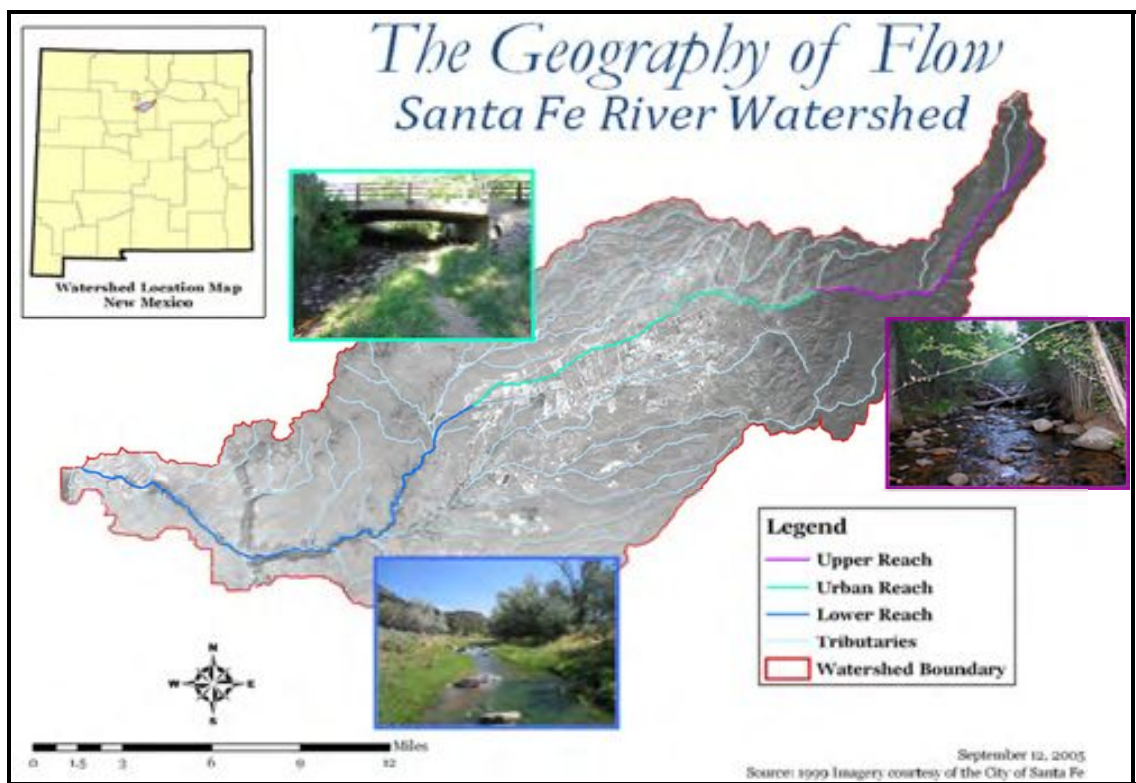 The Geography of Flow
Santa Fe River Watershed
Watershed Location Map
New Mexico
Legend
Upper Reach
Urban Reach
Lower Reach
Tributaries
Watershed Boundary
N
W E
S
Miles
0 1.5 3 6 9 12
September 12, 2005
Source: 1999 Imagery courtesy of the City of Santa Fe